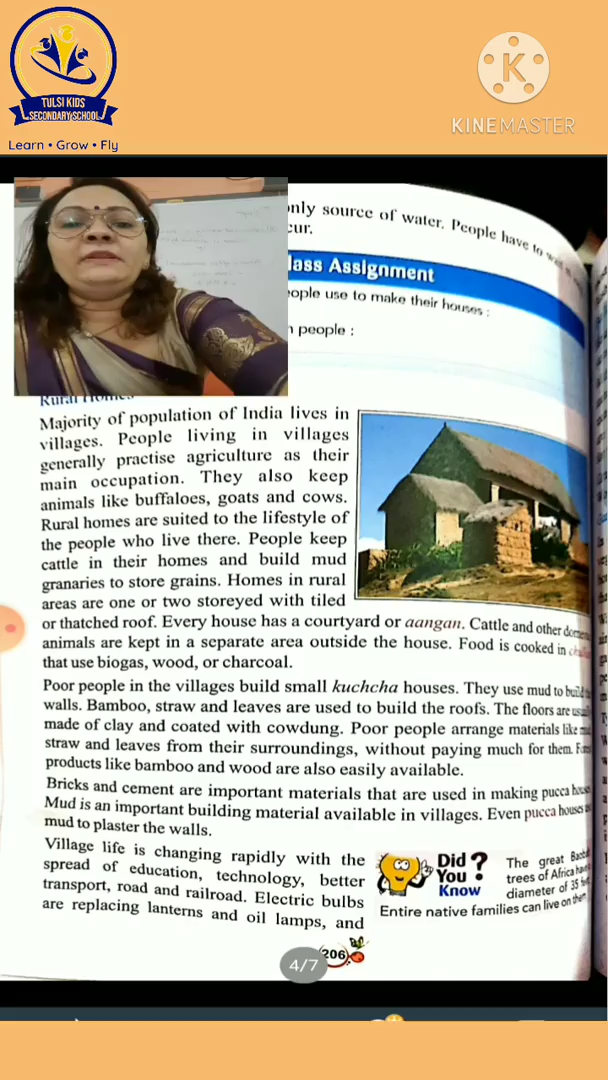 TULSI KIDS
SECONDARY SCHOOL
Learn • Grow • Fly
K
KINEMASTER
only source of water. People have to
cur.
lass Assignment
eople use to make their houses :
n people :
Rural Homes
Majority of population of India lives in
villages. People living in villages
generally practise agriculture as their
main occupation. They also keep
animals like buffaloes, goats and cows.
Rural homes are suited to the lifestyle of
the people who live there. People keep
cattle in their homes and build mud
granaries to store grains. Homes in rural
areas are one or two storeyed with tiled
or thatched roof. Every house has a courtyard or aangan. Cattle and other
animals are kept in a separate area outside the house. Food is cooked in
that use biogas, wood, or charcoal.
Poor people in the villages build small kuchcha houses. They use mud to build
walls. Bamboo, straw and leaves are used to build the roofs. The floors are
made of clay and coated with cowdung. Poor people arrange materials like
straw and leaves from their surroundings, without paying much for them.
products like bamboo and wood are also easily available.
Bricks and cement are important materials that are used in making pucca
Mud is an important building material available in villages. Even pucca houses
mud to plaster the walls.
Village life is changing rapidly with the
spread of education, technology, better
transport, road and railroad. Electric bulbs
are replacing lanterns and oil lamps, and
Did
You
Know
?
The great
trees of Africa
diameter of 35
Entire native families can live on
206
4/7